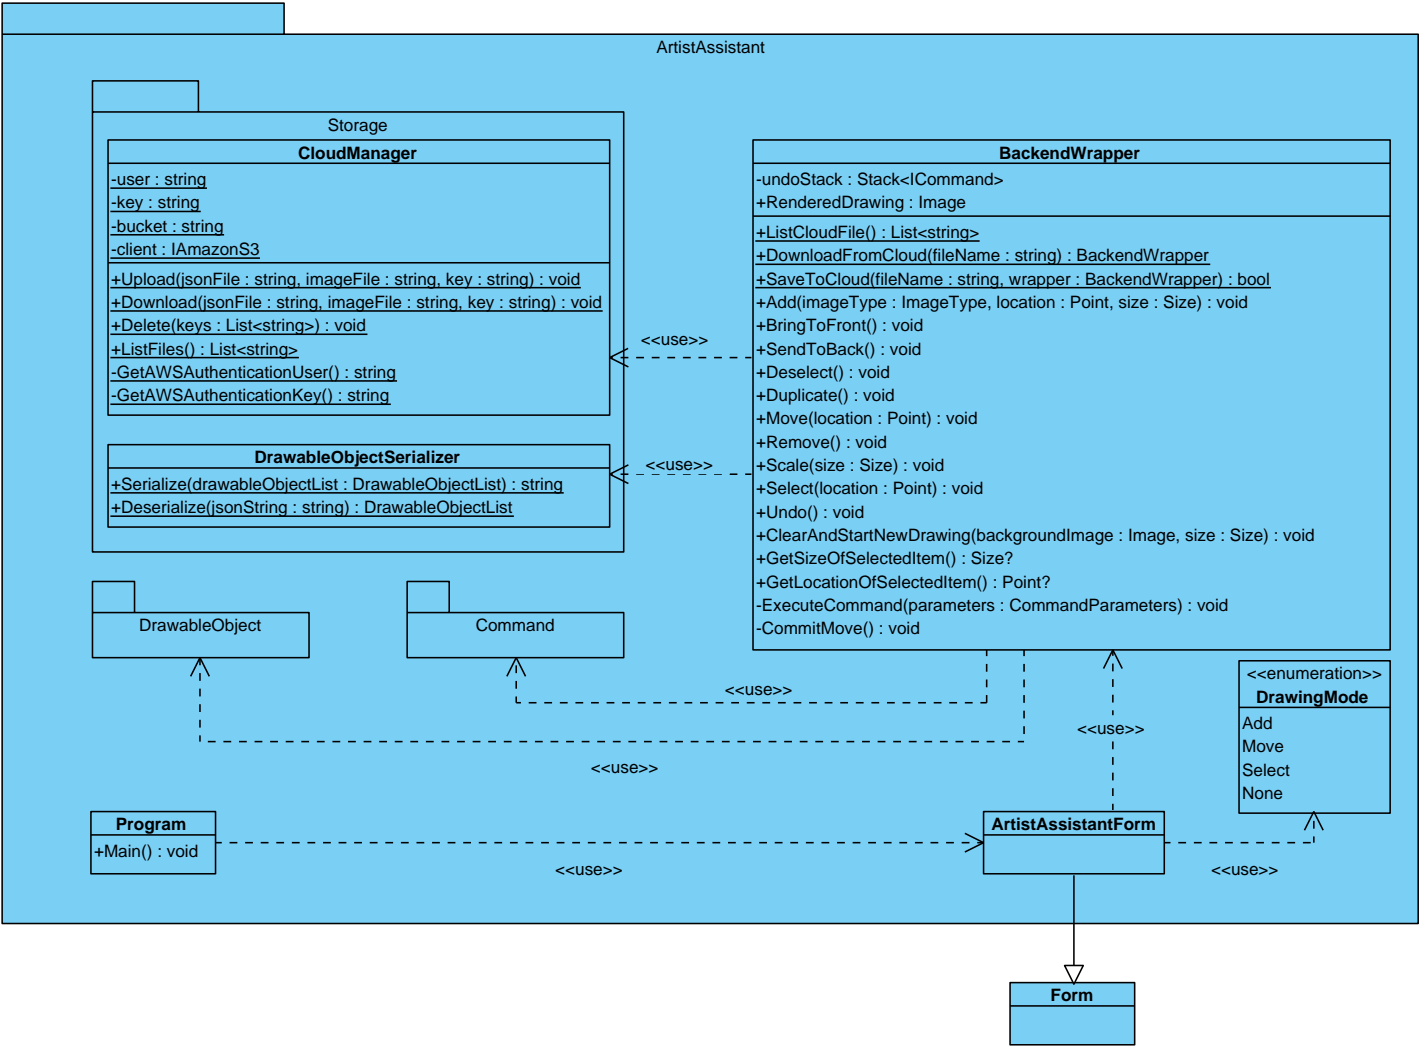 ArtistAssistant
Storage
CloudManager
-user : string
-key : string
-bucket : string
-client : IAmazonS3
+Upload(jsonFile : string, imageFile : string, key : string) : void
+Download(jsonFile : string, imageFile : string, key : string) : void
+Delete(keys : List<string>) : void
+ListFiles() : List<string>
-GetAWSAuthenticationUser() : string
-GetAWSAuthenticationKey() : string
DrawableObjectSerializer
+Serialize(drawableObjectList : DrawableObjectList) : string
+Deserialize(jsonString : string) : DrawableObjectList
<<use>>
<<use>>
BackendWrapper
-undoStack : Stack<ICommand>
+RenderedDrawing : Image
+ListCloudFile() : List<string>
+DownloadFromCloud(fileName : string) : BackendWrapper
+SaveToCloud(fileName : string, wrapper : BackendWrapper) : bool
+Add(imageType : ImageType, location : Point, size : Size) : void
+BringToFront() : void
+SendToBack() : void
+Deselect() : void
+Duplicate() : void
+Move(location : Point) : void
+Remove() : void
+Scale(size : Size) : void
+Select(location : Point) : void
+Undo() : void
+ClearAndStartNewDrawing(backgroundImage : Image, size : Size) : void
+GetSizeOfSelectedItem() : Size?
+GetLocationOfSelectedItem() : Point?
-ExecuteCommand(parameters : CommandParameters) : void
-CommitMove() : void
DrawableObject
Command
<<use>>
<<use>>
<<use>>
<<enumeration>>
DrawingMode
Add
Move
Select
None
Program
+Main() : void
<<use>>
ArtistAssistantForm
<<use>>
Form